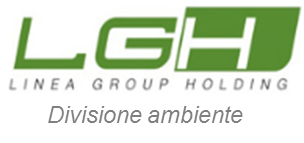 LGH
LINEA GROUP HOLDING
Divisione ambiente